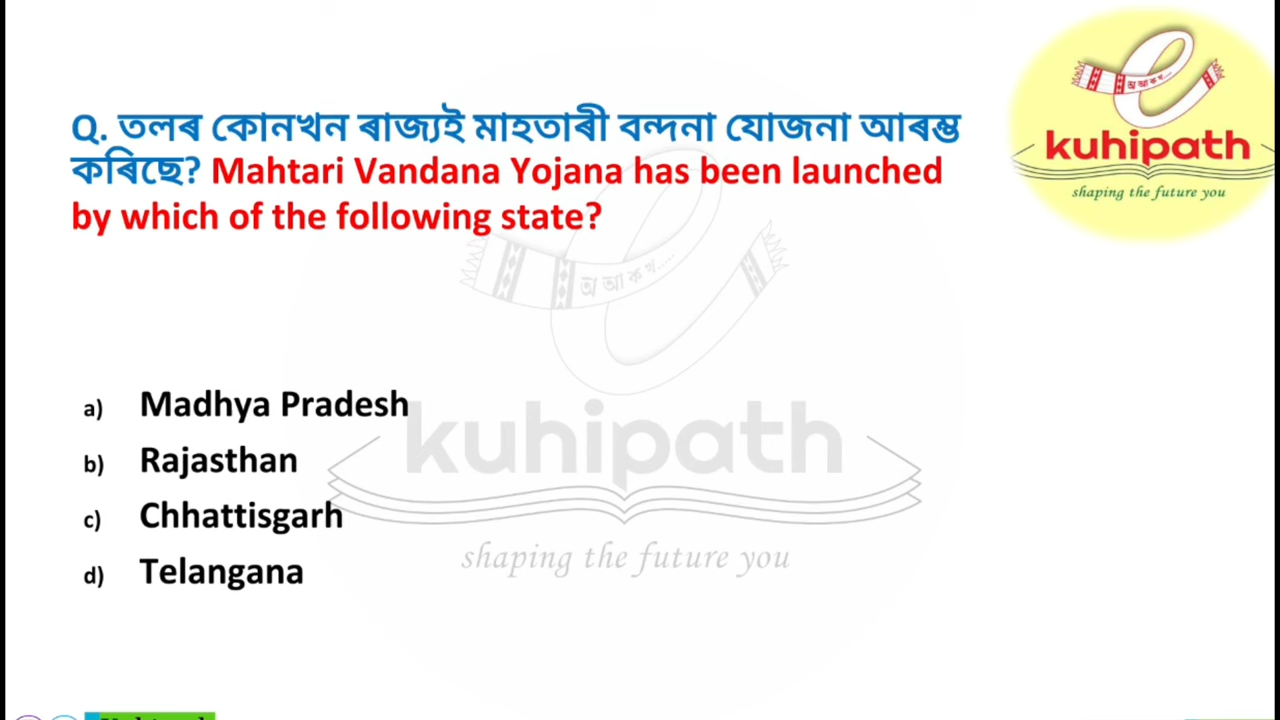 Q. তলৰ কোনখন ৰাজ্যই মাহতাৰী বন্দনা যোজনা আৰম্ভ
কৰিছে? Mahtari Vandana Yojana has been launched
by which of the following state?
অ আ ক খ.....
kuhipath
shaping the future you
অ আ ক খ.....
a) Madhya Pradesh
b) Rajasthan
c) Chhattisgarh
d) Telangana
kuhipath
shaping the future you